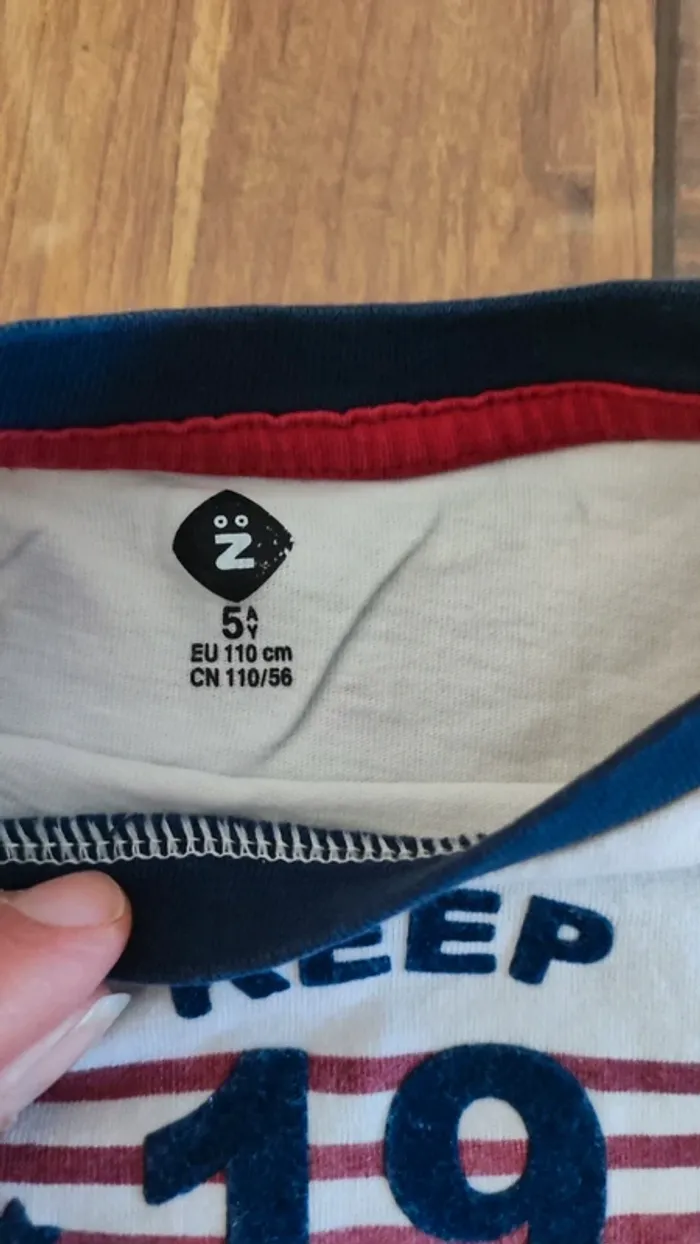 Z̈
5 A/Y
EU 110 cm
CN 110/56
KEEP
19